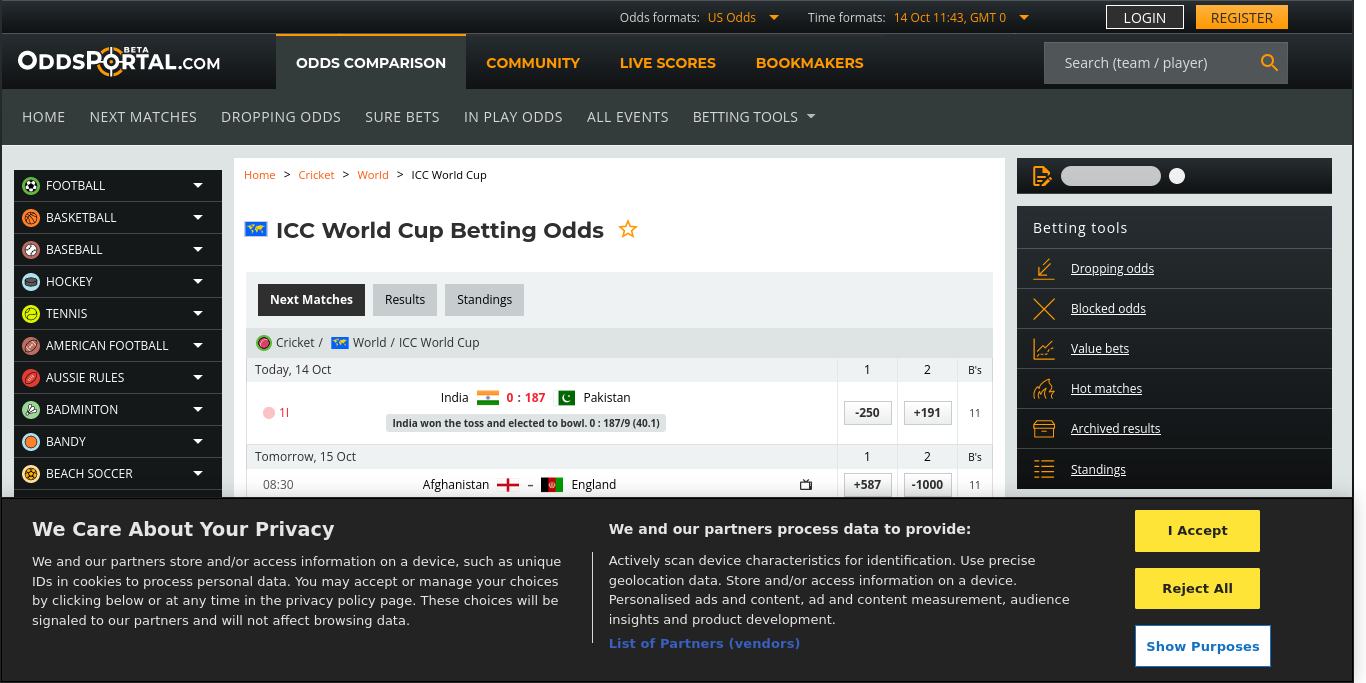 Odds formats: US Odds Time formats: 14 Oct 11:43, GMT 0 LOGIN REGISTER
ODDSPORTAL.COM BETA ODDS COMPARISON COMMUNITY LIVE SCORES BOOKMAKERS Search (team / player)
HOME NEXT MATCHES DROPPING ODDS SURE BETS IN PLAY ODDS ALL EVENTS BETTING TOOLS
FOOTBALL
BASKETBALL
BASEBALL
HOCKEY
TENNIS
AMERICAN FOOTBALL
AUSSIE RULES
BADMINTON
BANDY
BEACH SOCCER
Home > Cricket > World > ICC World Cup
ICC World Cup Betting Odds
Next Matches Results Standings
Cricket / World / ICC World Cup
Today, 14 Oct 1 2 B's
India 0 : 187 Pakistan
1I -250 +191 11
India won the toss and elected to bowl. 0 : 187/9 (40.1)
Tomorrow, 15 Oct 1 2 B's
08:30 Afghanistan – England +587 -1000 11
Betting tools
Dropping odds
Blocked odds
Value bets
Hot matches
Archived results
Standings
We Care About Your Privacy
We and our partners store and/or access information on a device, such as unique
IDs in cookies to process personal data. You may accept or manage your choices
by clicking below or at any time in the privacy policy page. These choices will be
signaled to our partners and will not affect browsing data.
We and our partners process data to provide:
Actively scan device characteristics for identification. Use precise
geolocation data. Store and/or access information on a device.
Personalised ads and content, ad and content measurement, audience
insights and product development.
List of Partners (vendors)
I Accept
Reject All
Show Purposes